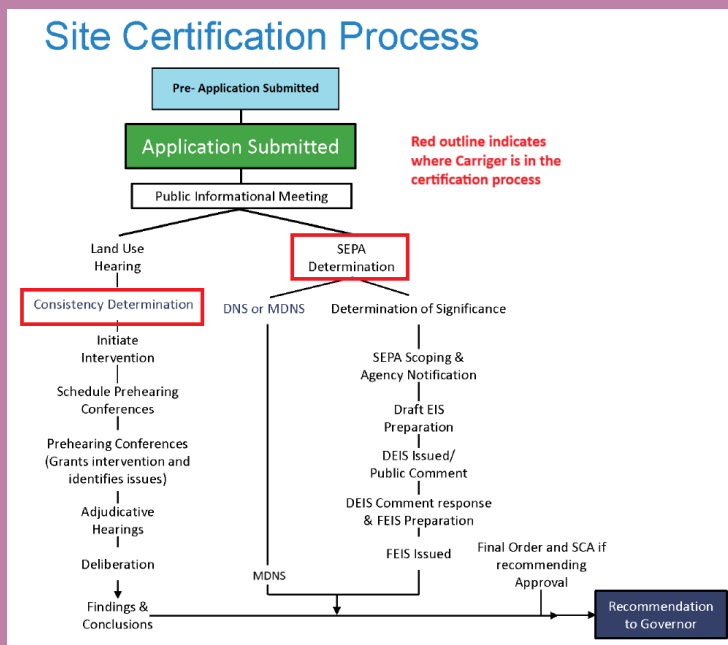 Site Certification Process
Pre- Application Submitted
Application Submitted
Red outline indicates
where Carriger is in the
certification process
Public Informational Meeting
Land Use
Hearing
SEPA
Determination
Consistency Determination
DNS or MDNS
Determination of Significance
Initiate
Intervention
SEPA Scoping &
Agency Notification
Schedule Prehearing
Conferences
Draft EIS
Preparation
Prehearing Conferences
(Grants intervention and
identifies issues)
DEIS Issued/
Public Comment
Adjudicative
Hearings
DEIS Comment response
& FEIS Preparation
Deliberation
FEIS Issued
Final Order and SCA if
recommending
Approval
MDNS
Findings &
Conclusions
Recommendation
to Governor